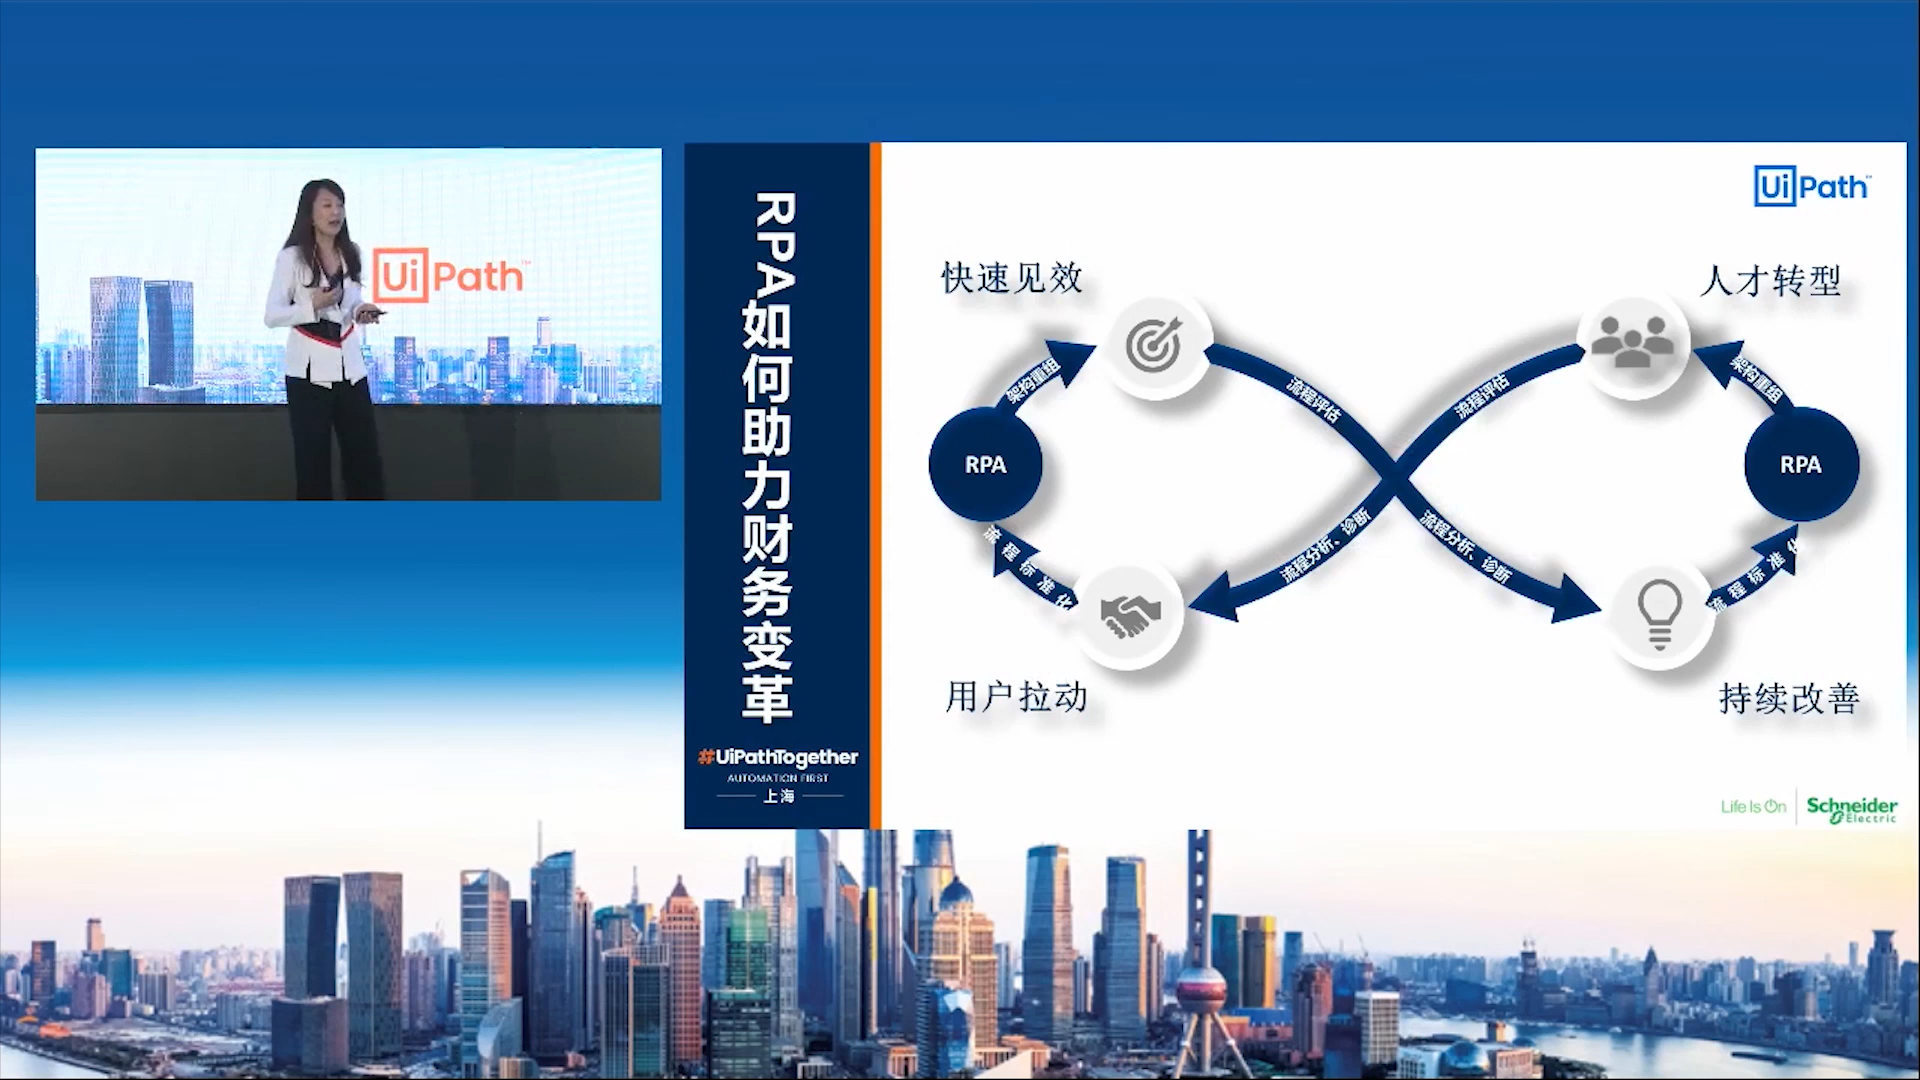 UiPath
RPA如何助力财务变革
#UiPathTogether
AUTOMATION FIRST
上海
UiPath
快速见效
人才转型
架构重组
流程评估
流程评估
架构重组
RPA
RPA
流程标准化
流程分析、诊断
流程分析、诊断
流程标准化
用户拉动
持续改善
Life Is On
Schneider
Electric